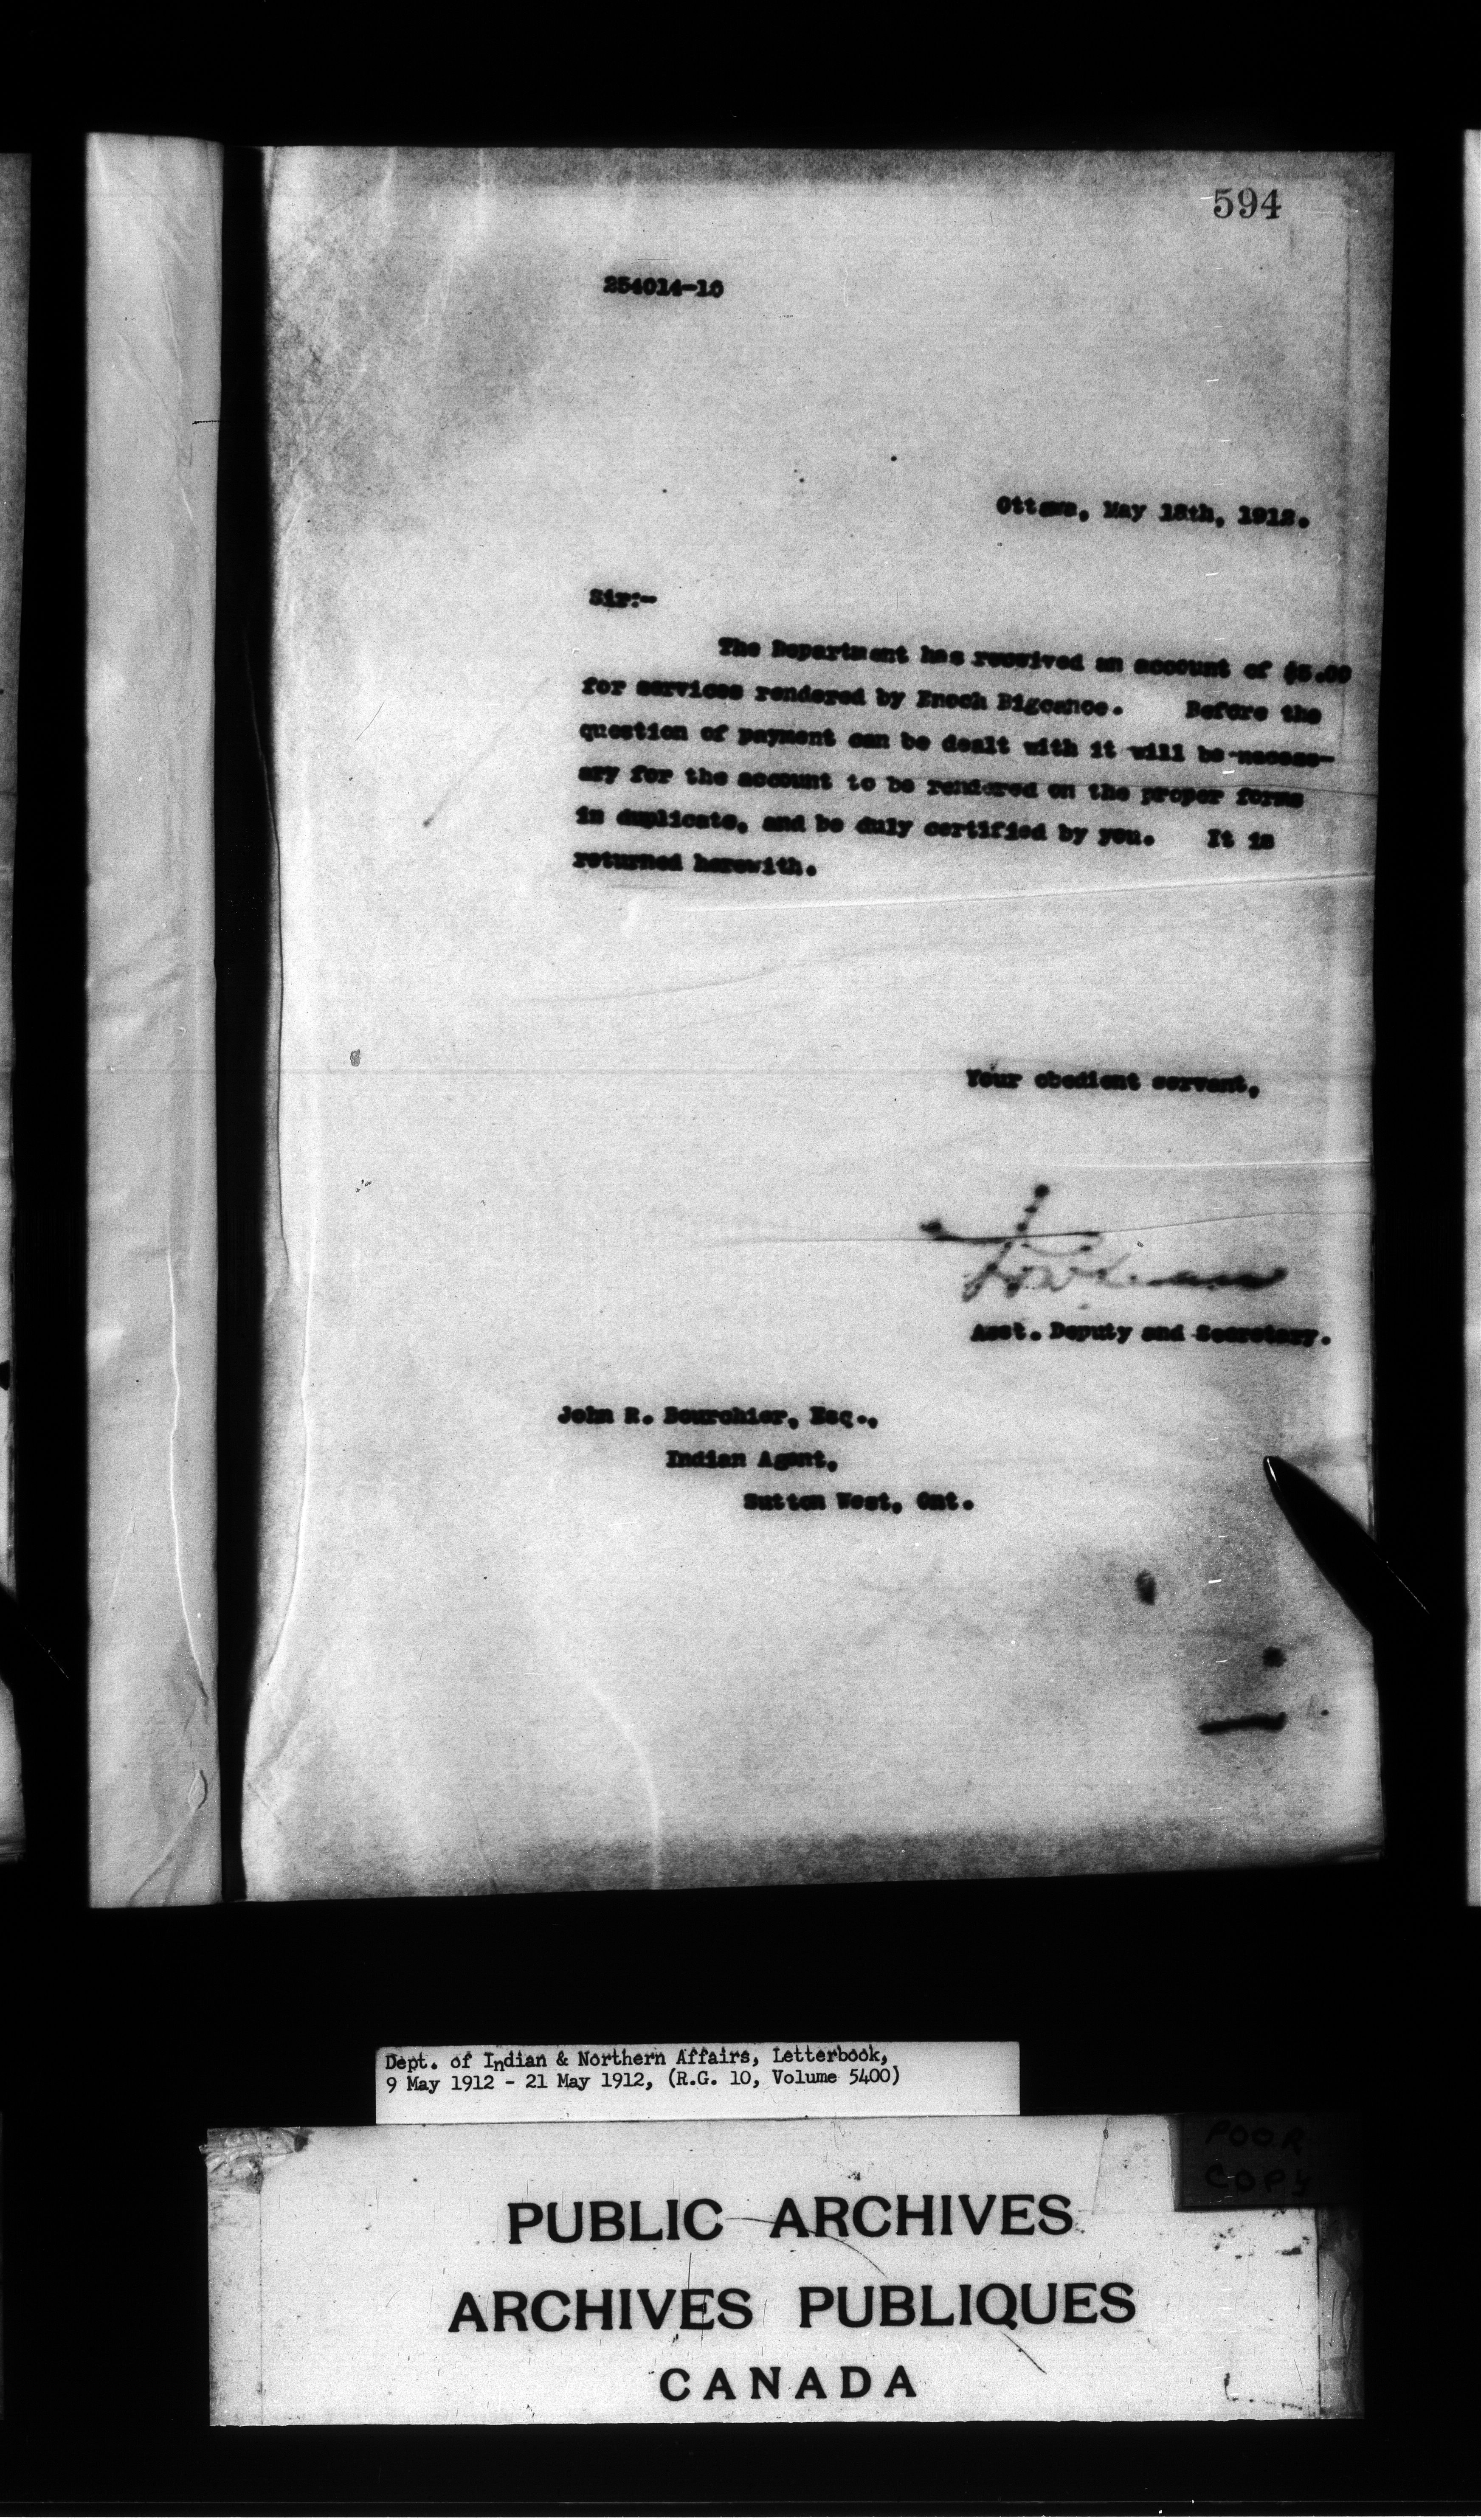 594
254014-10
Ottawa, May 18th, 1912.
Sir:-
The Department has received an account of $5.00
for services rendered by Enoch Bigcanoe. Before the
question of payment can be dealt with it will be necess-
ary for the account to be rendered on the proper forms
in duplicate, and be duly certified by you. It is
returned herewith.
Your obedient servant,
Asst. Deputy and Secretary.
John R. Bourchier, Esq.,
Indian Agent,
Sutton West, Ont.
Dept. of Indian & Northern Affairs, Letterbook,
9 May 1912 - 21 May 1912, (R.G. 10, Volume 5400)
POOR
COPY
PUBLIC ARCHIVES
ARCHIVES PUBLIQUES
CANADA